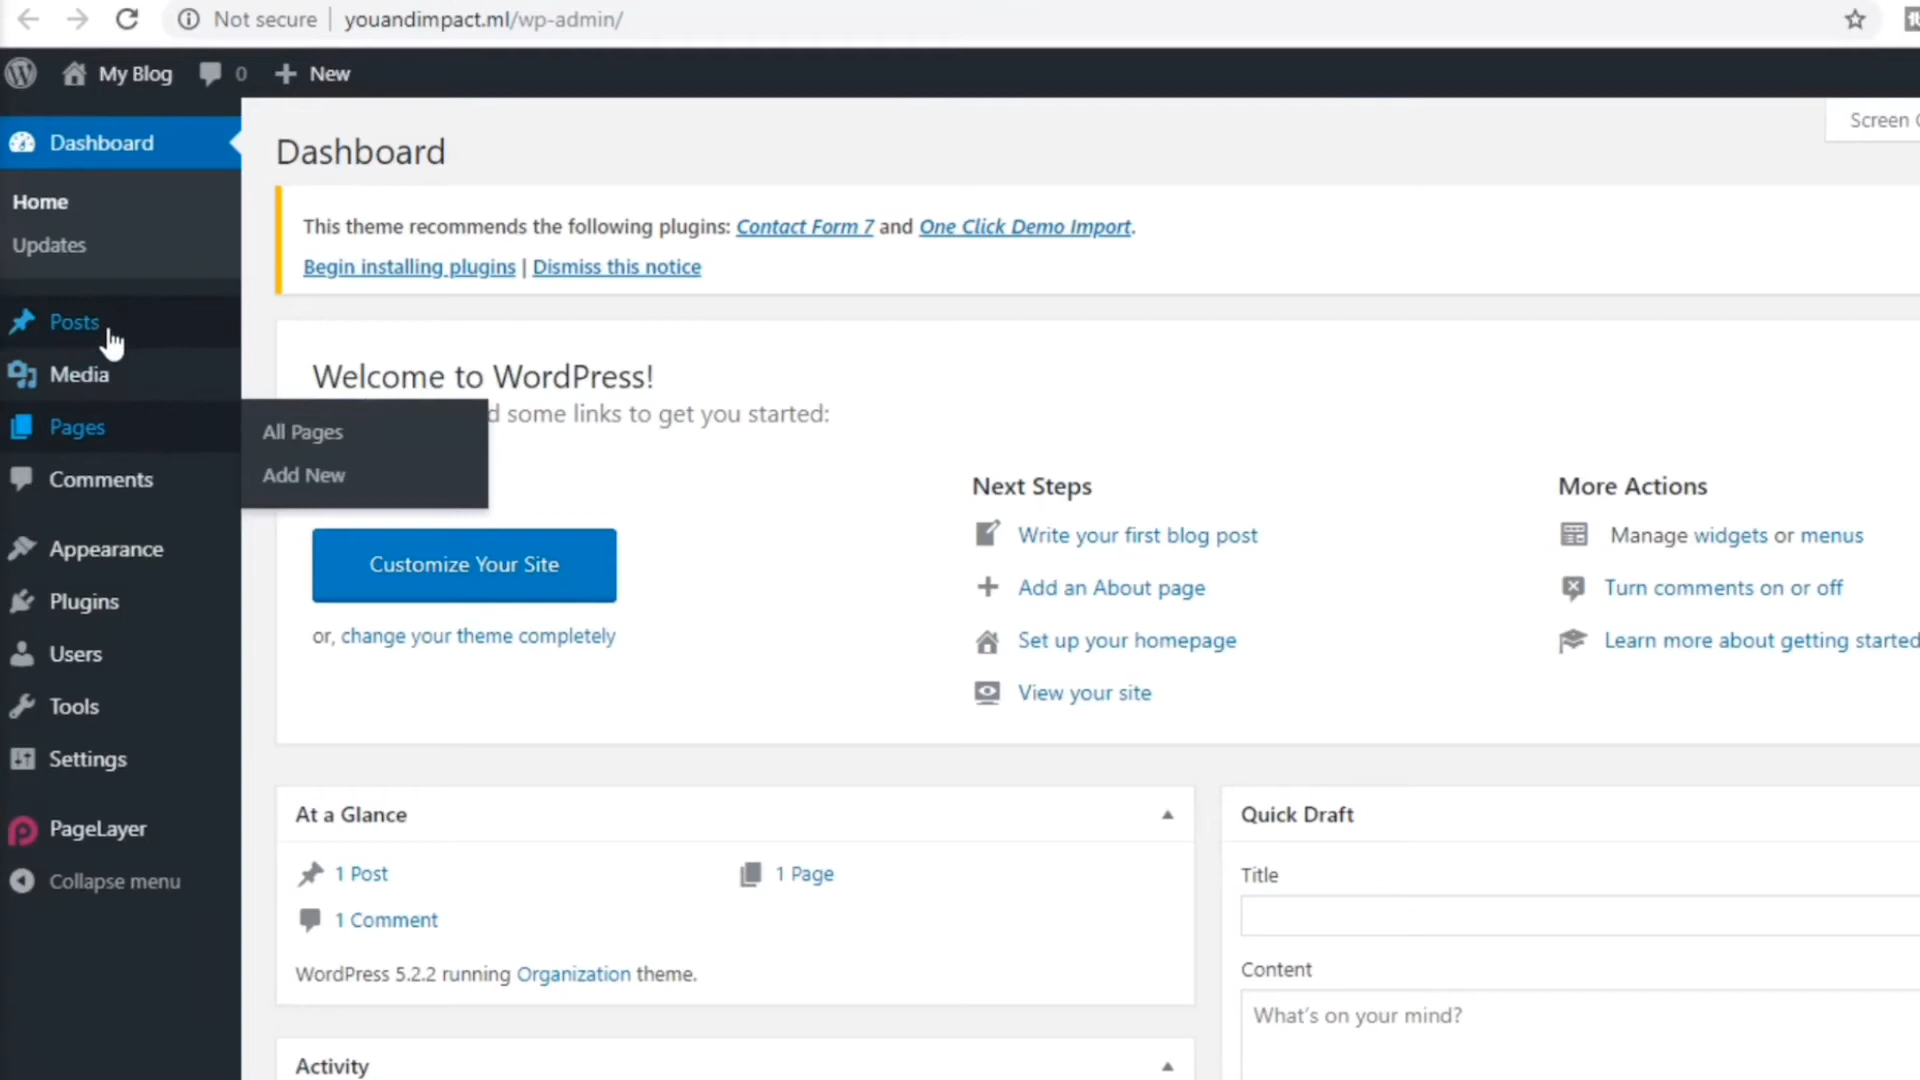 Not secure | youandimpact.ml/wp-admin/
My Blog 0 + New
Screen
Dashboard
Home
Updates
Posts
Media
Pages
All Pages
Add New
Comments
Appearance
Plugins
Users
Tools
Settings
PageLayer
Collapse menu
Dashboard
This theme recommends the following plugins: Contact Form 7 and One Click Demo Import.
Begin installing plugins | Dismiss this notice
Welcome to WordPress!
some links to get you started:
Customize Your Site
or, change your theme completely
Next Steps
Write your first blog post
Add an About page
Set up your homepage
View your site
More Actions
Manage widgets or menus
Turn comments on or off
Learn more about getting started
At a Glance
1 Post
1 Page
1 Comment
WordPress 5.2.2 running Organization theme.
Activity
Quick Draft
Title
Content
What's on your mind?